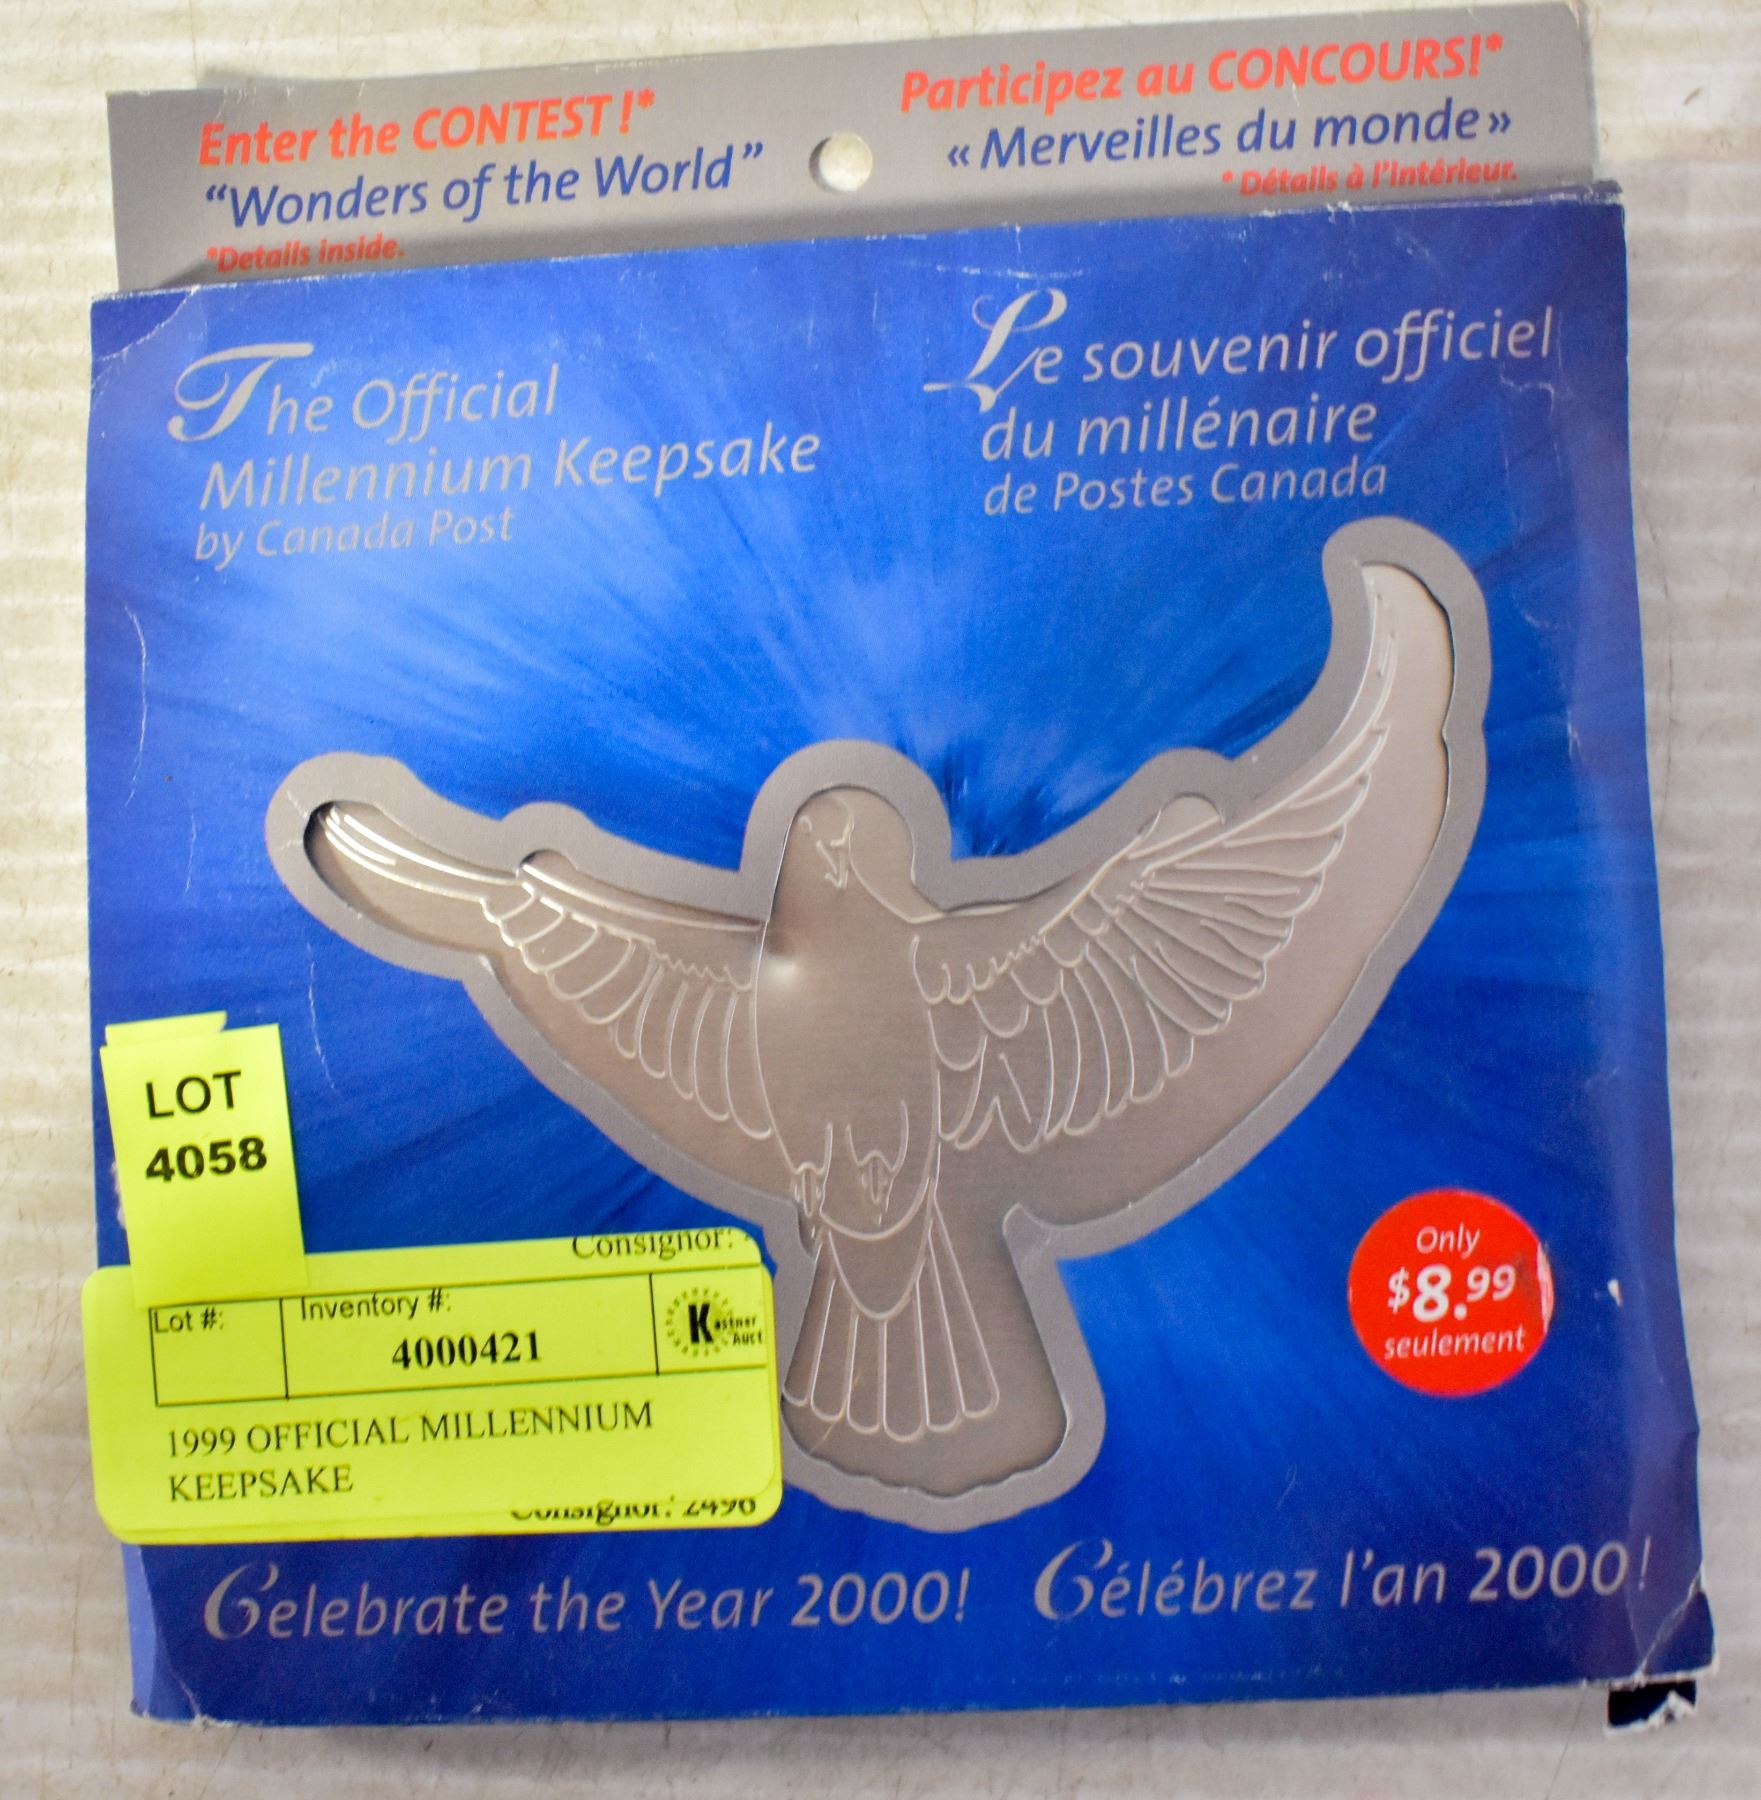 Enter the CONTEST!*
“Wonders of the World”
*Details inside.
Participez au CONCOURS!*
« Merveilles du monde »
* Détails à l'intérieur.
The Official
Millennium Keepsake
by Canada Post
Le souvenir officiel
du millénaire
de Postes Canada
LOT
4058
Consignor:
Lot #:
Inventory #:
4000421
K
1999 OFFICIAL MILLENNIUM
KEEPSAKE
Consignor: 2496
Only
$8.99
seulement
Celebrate the Year 2000!
Célébrez l'an 2000!